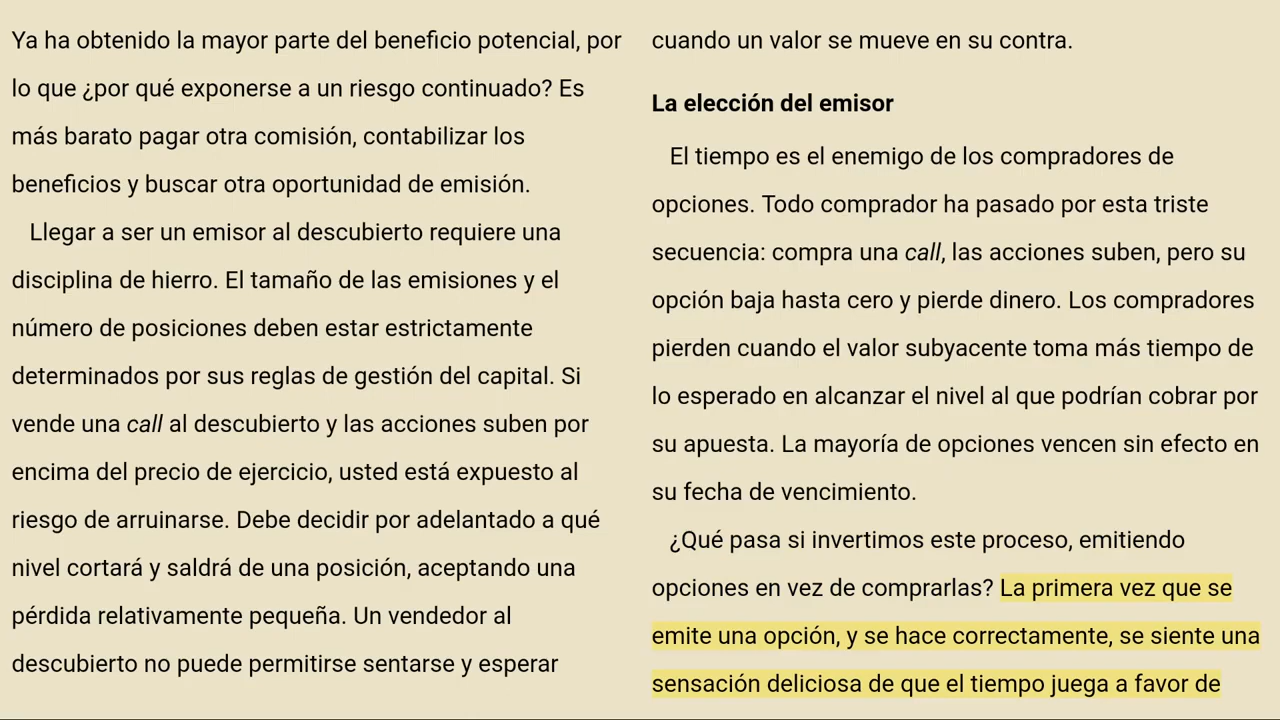 Ya ha obtenido la mayor parte del beneficio potencial, por
lo que ¿por qué exponerse a un riesgo continuado? Es
más barato pagar otra comisión, contabilizar los
beneficios y buscar otra oportunidad de emisión.
Llegar a ser un emisor al descubierto requiere una
disciplina de hierro. El tamaño de las emisiones y el
número de posiciones deben estar estrictamente
determinados por sus reglas de gestión del capital. Si
vende una call al descubierto y las acciones suben por
encima del precio de ejercicio, usted está expuesto al
riesgo de arruinarse. Debe decidir por adelantado a qué
nivel cortará y saldrá de una posición, aceptando una
pérdida relativamente pequeña. Un vendedor al
descubierto no puede permitirse sentarse y esperar
cuando un valor se mueve en su contra.
La elección del emisor
El tiempo es el enemigo de los compradores de
opciones. Todo comprador ha pasado por esta triste
secuencia: compra una call, las acciones suben, pero su
opción baja hasta cero y pierde dinero. Los compradores
pierden cuando el valor subyacente toma más tiempo de
lo esperado en alcanzar el nivel al que podrían cobrar por
su apuesta. La mayoría de opciones vencen sin efecto en
su fecha de vencimiento.
¿Qué pasa si invertimos este proceso, emitiendo
opciones en vez de comprarlas? La primera vez que se
emite una opción, y se hace correctamente, se siente una
sensación deliciosa de que el tiempo juega a favor de